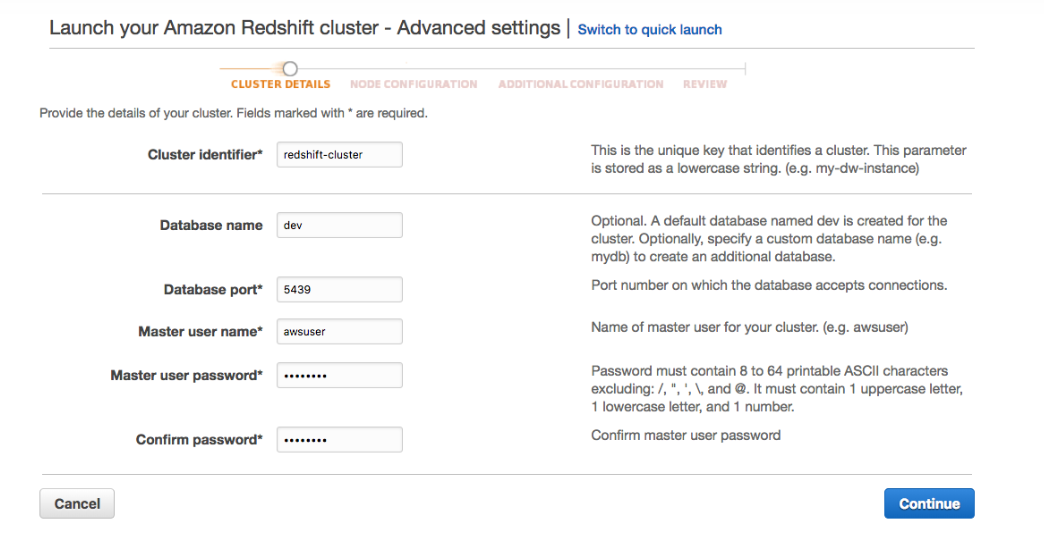 Launch your Amazon Redshift cluster - Advanced settings | Switch to quick launch
CLUSTER DETAILS NODE CONFIGURATION ADDITIONAL CONFIGURATION REVIEW
Provide the details of your cluster. Fields marked with * are required.
Cluster identifier* redshift-cluster
This is the unique key that identifies a cluster. This parameter
is stored as a lowercase string. (e.g. my-dw-instance)
Database name dev
Optional. A default database named dev is created for the
cluster. Optionally, specify a custom database name (e.g.
mydb) to create an additional database.
Database port* 5439
Port number on which the database accepts connections.
Master user name* awsuser
Name of master user for your cluster. (e.g. awsuser)
Master user password* ••••••••
Password must contain 8 to 64 printable ASCII characters
excluding: /, ", ', \, and @. It must contain 1 uppercase letter,
1 lowercase letter, and 1 number.
Confirm password* ••••••••
Confirm master user password
Cancel Continue